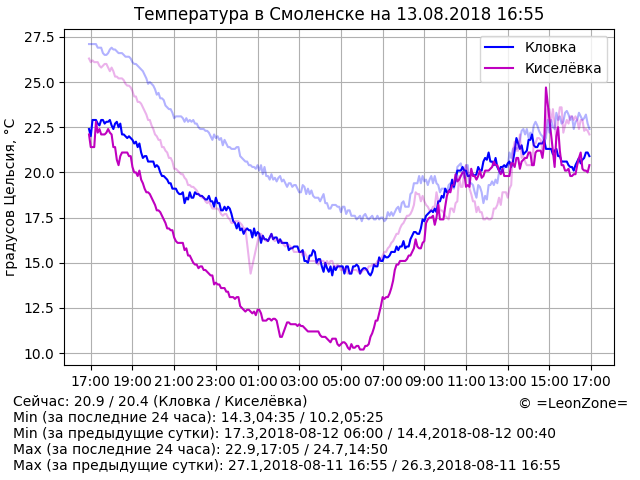 Температура в Смоленске на 13.08.2018 16:55
градусов Цельсия, °C
27.5
25.0
22.5
20.0
17.5
15.0
12.5
10.0
Кловка
Киселёвка
17:00 19:00 21:00 23:00 01:00 03:00 05:00 07:00 09:00 11:00 13:00 15:00 17:00
Сейчас: 20.9 / 20.4 (Кловка / Киселёвка)
© =LeonZone=
Min (за последние 24 часа): 14.3,04:35 / 10.2,05:25
Min (за предыдущие сутки): 17.3,2018-08-12 06:00 / 14.4,2018-08-12 00:40
Max (за последние 24 часа): 22.9,17:05 / 24.7,14:50
Max (за предыдущие сутки): 27.1,2018-08-11 16:55 / 26.3,2018-08-11 16:55